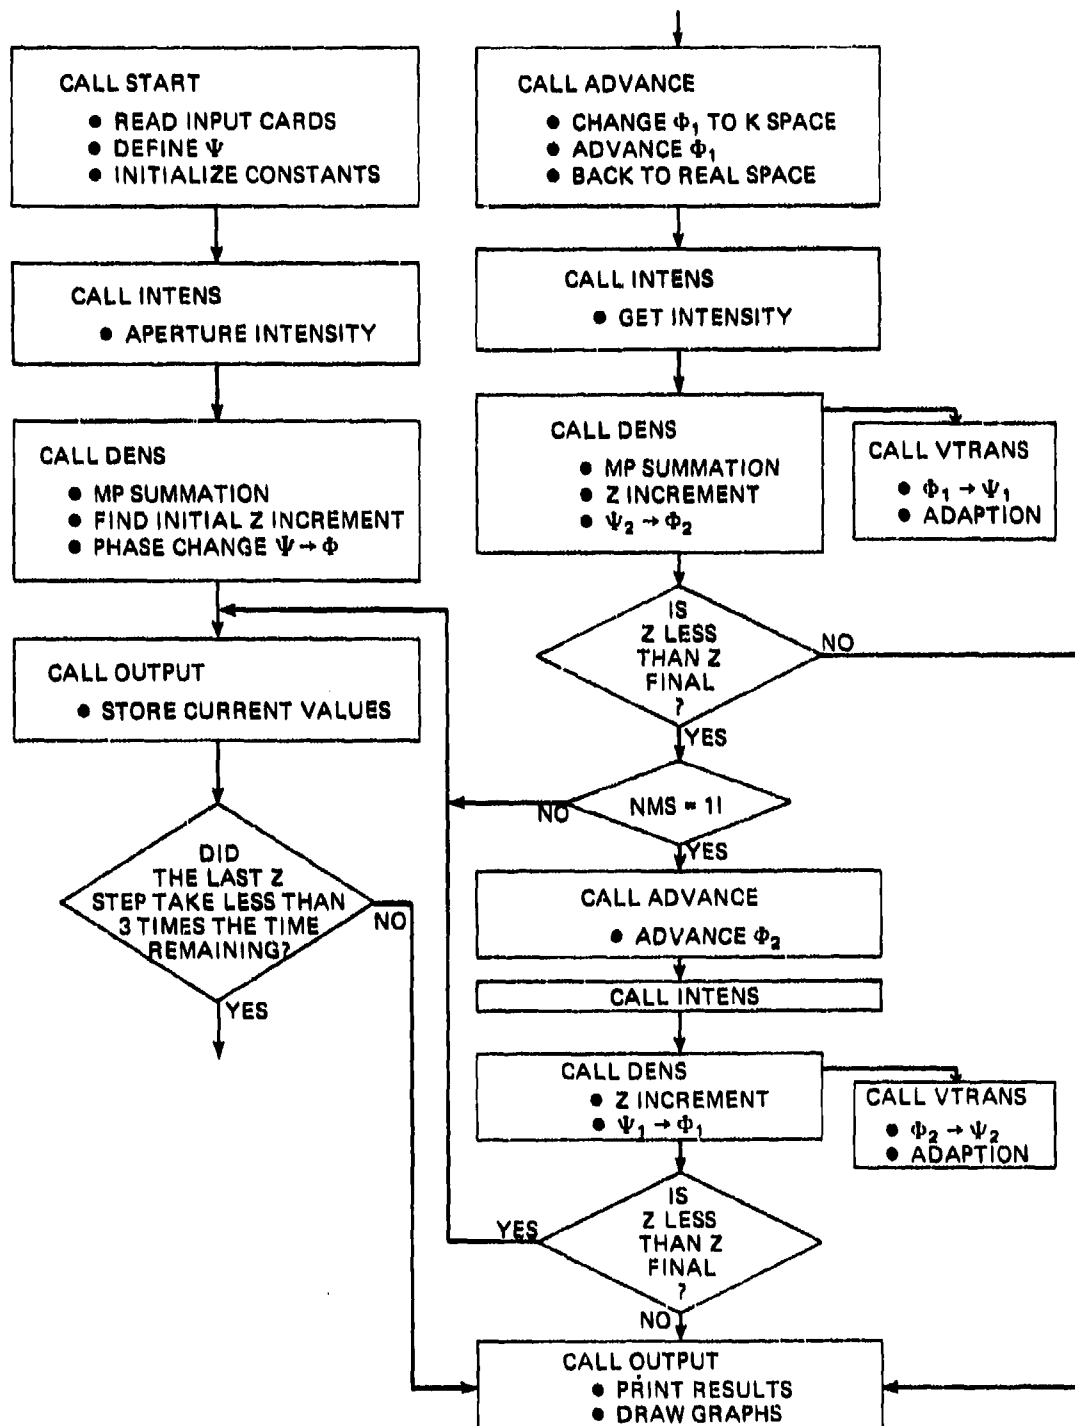 CALL START
● READ INPUT CARDS
● DEFINE Ψ
● INITIALIZE CONSTANTS
CALL INTENS
● APERTURE INTENSITY
CALL DENS
● MP SUMMATION
● FIND INITIAL Z INCREMENT
● PHASE CHANGE Ψ → Φ
CALL OUTPUT
● STORE CURRENT VALUES
DID
THE LAST Z
STEP TAKE LESS THAN
3 TIMES THE TIME
REMAINING?
NO
YES
CALL ADVANCE
● CHANGE Φ₁ TO K SPACE
● ADVANCE Φ₁
● BACK TO REAL SPACE
CALL INTENS
● GET INTENSITY
CALL DENS
● MP SUMMATION
● Z INCREMENT
● Ψ₂ → Φ₂
CALL VTRANS
● Φ₁ → Ψ₁
● ADAPTION
IS
Z LESS
THAN Z
FINAL
?
NO
YES
NMS = 1I
NO
YES
CALL ADVANCE
● ADVANCE Φ₂
CALL INTENS
CALL DENS
● Z INCREMENT
● Ψ₁ → Φ₁
CALL VTRANS
● Φ₂ → Ψ₂
● ADAPTION
IS
Z LESS
THAN Z
FINAL
?
YES
NO
CALL OUTPUT
● PRINT RESULTS
● DRAW GRAPHS